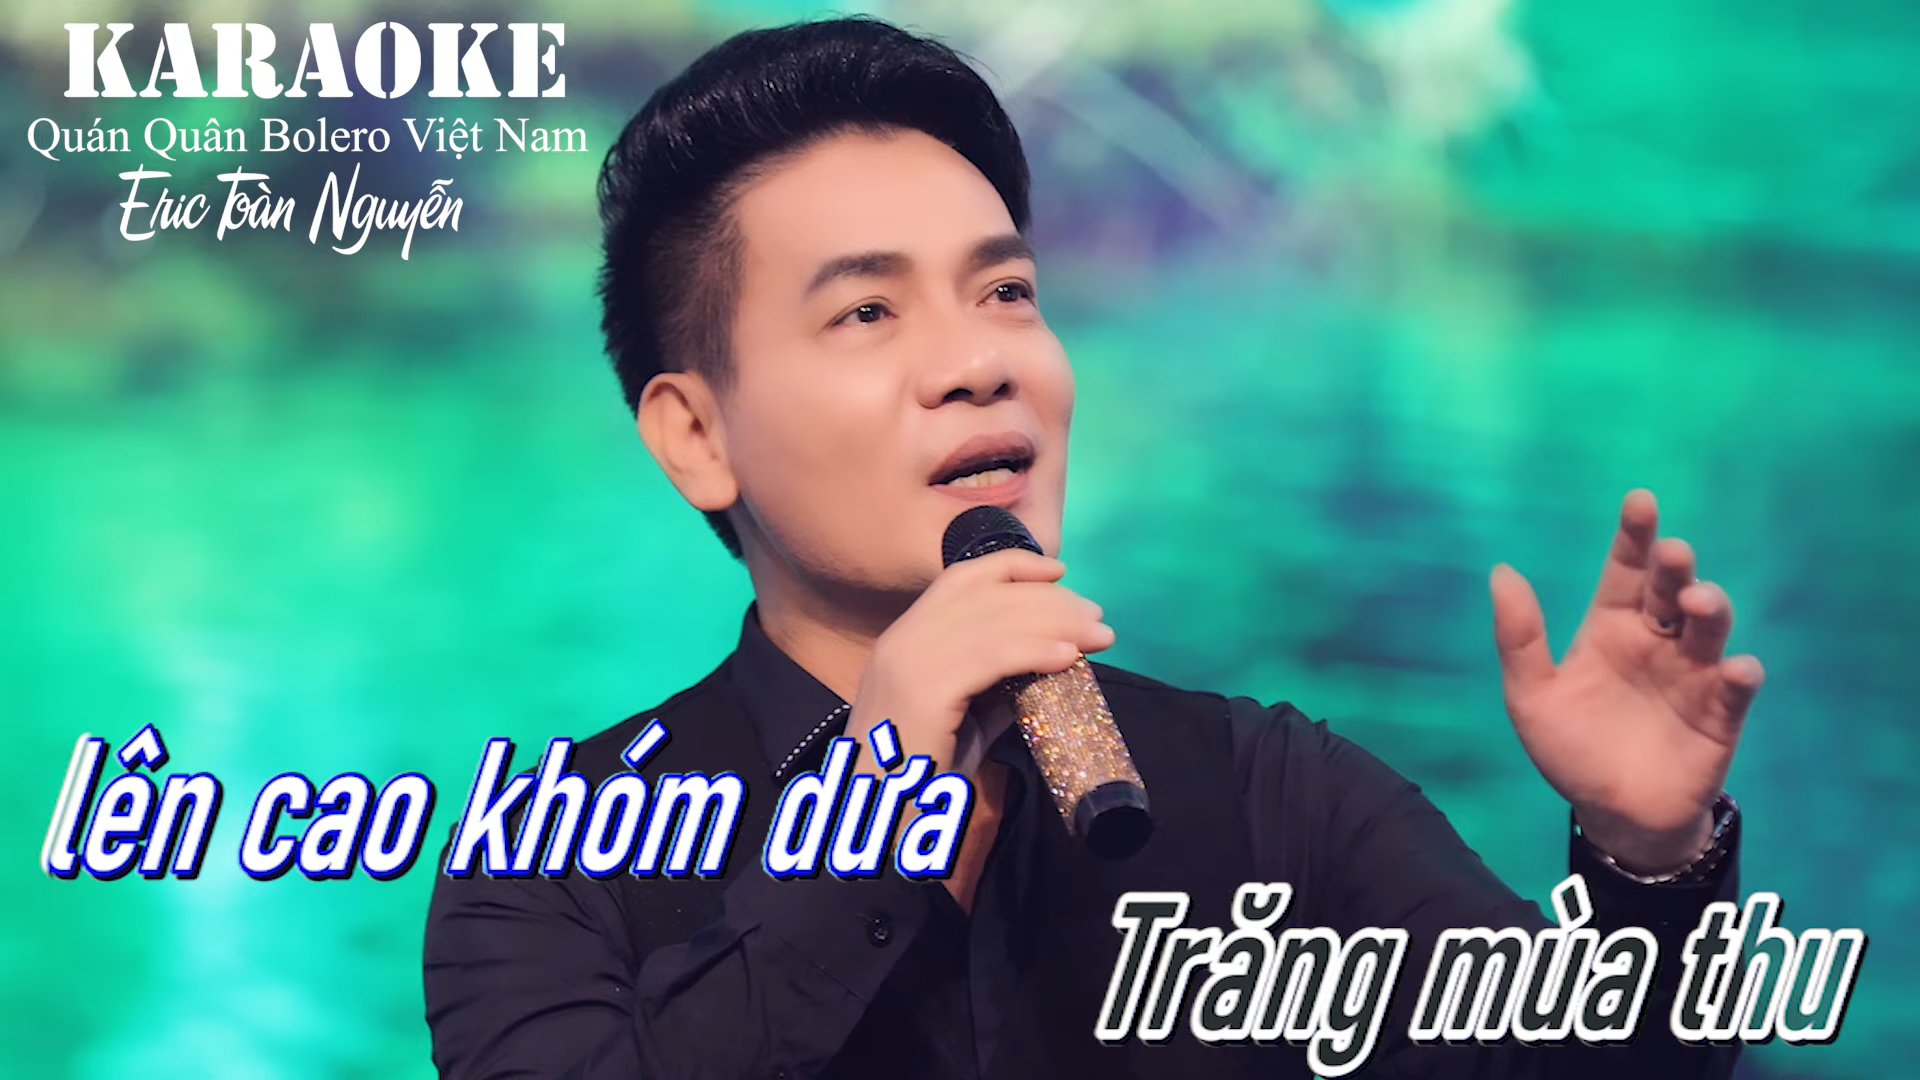 KARAOKE
Quán Quân Bolero Việt Nam
Eric Toàn Nguyễn
lên cao khóm dừa
Trăng mùa thu